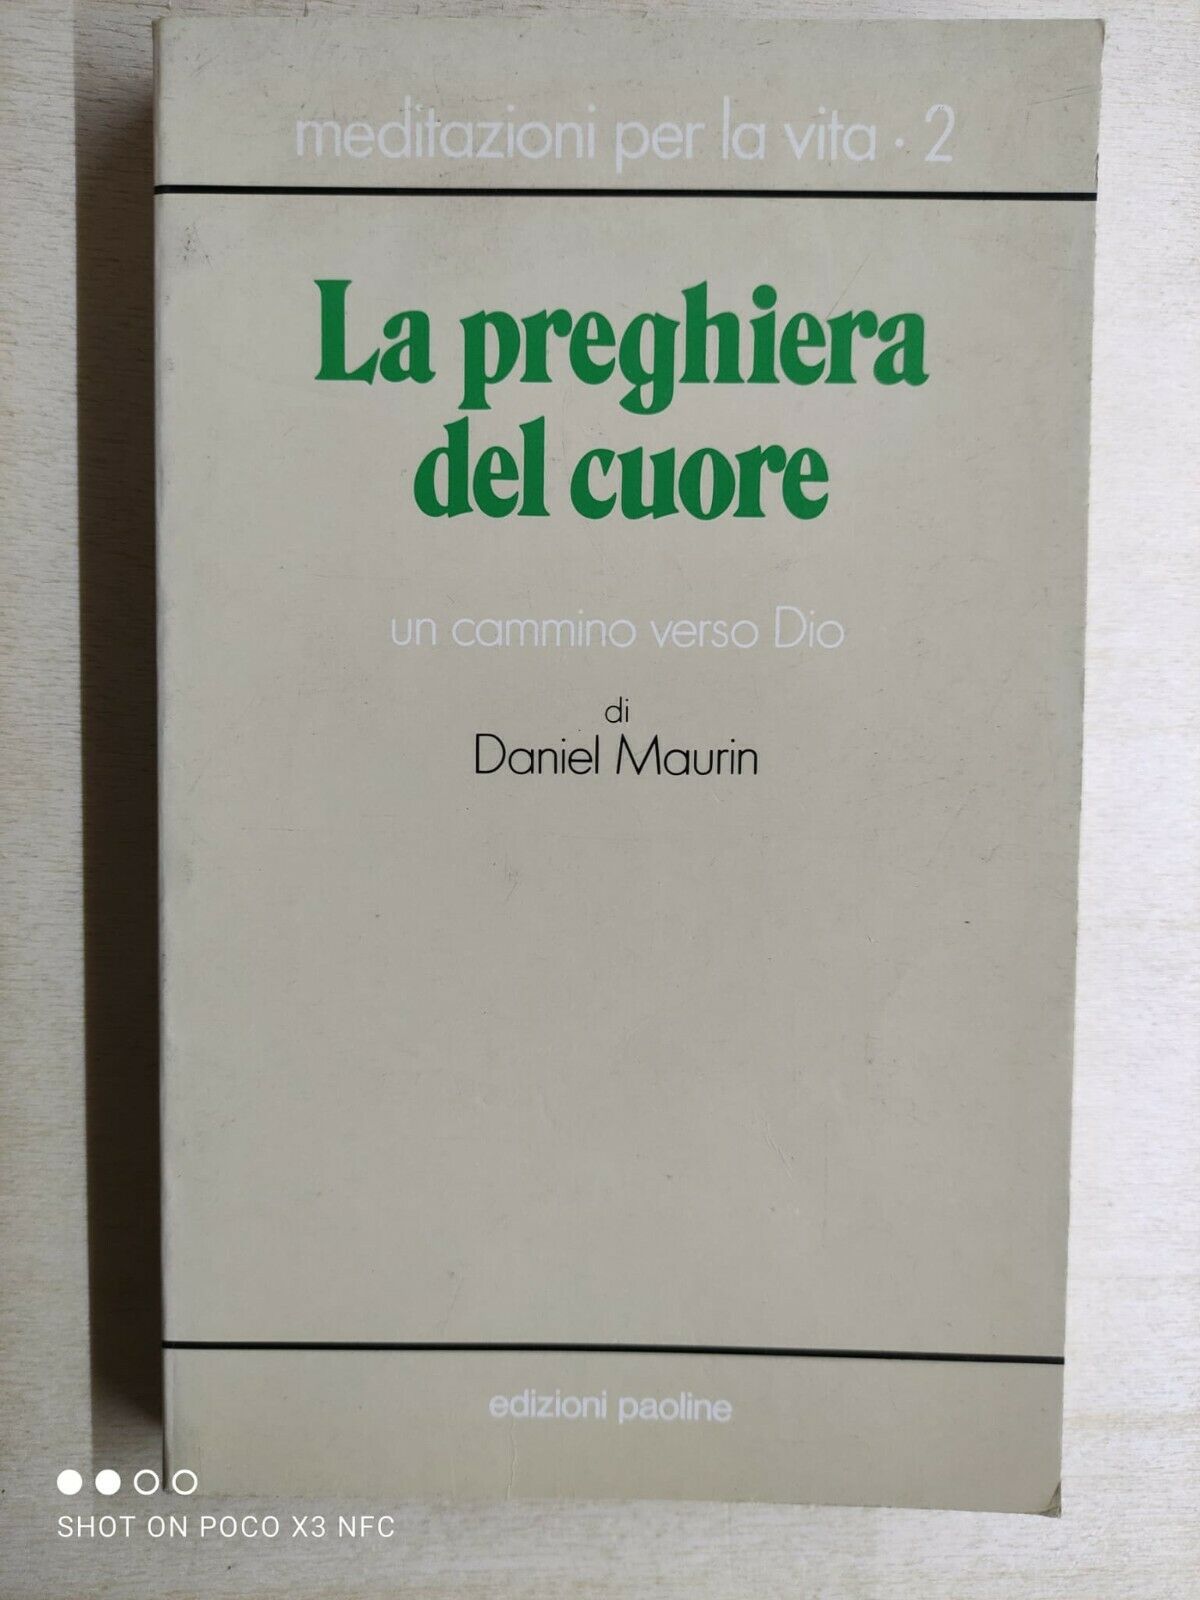 meditazioni per la vita · 2
La preghiera
del cuore
un cammino verso Dio
di
Daniel Maurin
edizioni paoline
SHOT ON POCO X3 NFC